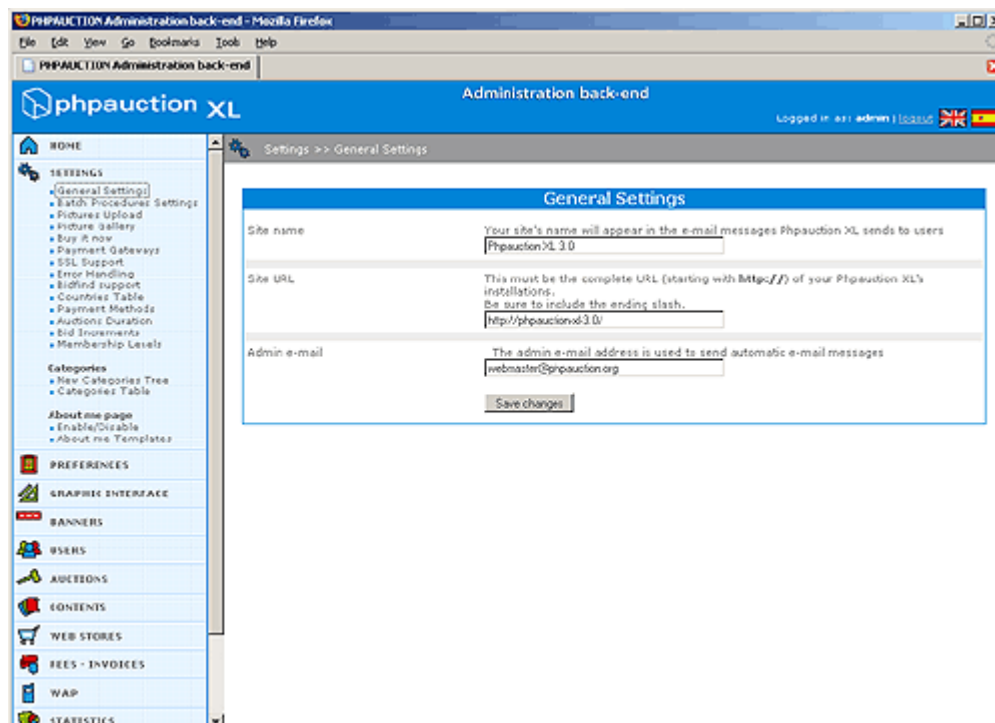 PHPAUCTION Administration back-end - Mozilla Firefox
File Edit View Go Bookmarks Tools Help
PHPAUCTION Administration back-end
phpauction XL
Administration back-end
Logged in as: admin | logout
HOME
SETTINGS
General Settings
Batch Procedures Settings
Pictures Upload
Picture Gallery
Buy it now
Payment Gateways
SSL Support
Error Handling
Bidfind support
Countries Table
Payment Methods
Auctions Duration
Bid Increments
Membership Levels
Categories
New Categories Tree
Categories Table
About me page
Enable/Disable
About me Templates
PREFERENCES
GRAPHIC INTERFACE
BANNERS
USERS
AUCTIONS
CONTENTS
WEB STORES
FEES - INVOICES
WAP
STATISTICS
Settings >> General Settings
General Settings
Site name
Your site's name will appear in the e-mail messages Phpauction XL sends to users
Phpauction XL 3.0
Site URL
This must be the complete URL (starting with http://) of your Phpauction XL's
installations.
Be sure to include the ending slash.
http://phpauction-xl-3.0/
Admin e-mail
The admin e-mail address is used to send automatic e-mail messages
webmaster@phpauction.org
Save changes